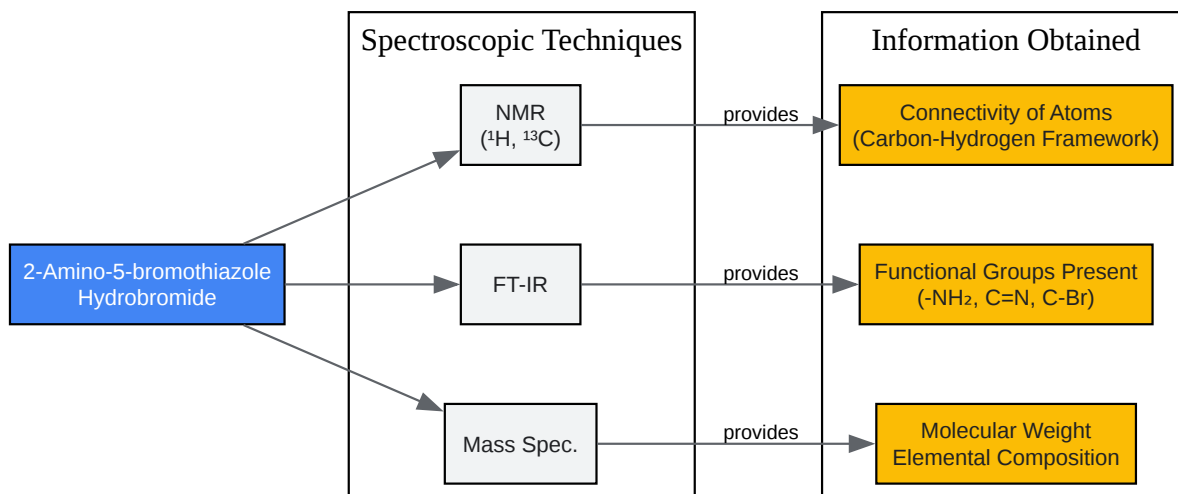 Spectroscopic Techniques
Information Obtained
NMR
(¹H, ¹³C)
provides
Connectivity of Atoms
(Carbon-Hydrogen Framework)
2-Amino-5-bromothiazole
Hydrobromide
FT-IR
provides
Functional Groups Present
(-NH₂, C=N, C-Br)
Mass Spec.
provides
Molecular Weight
Elemental Composition